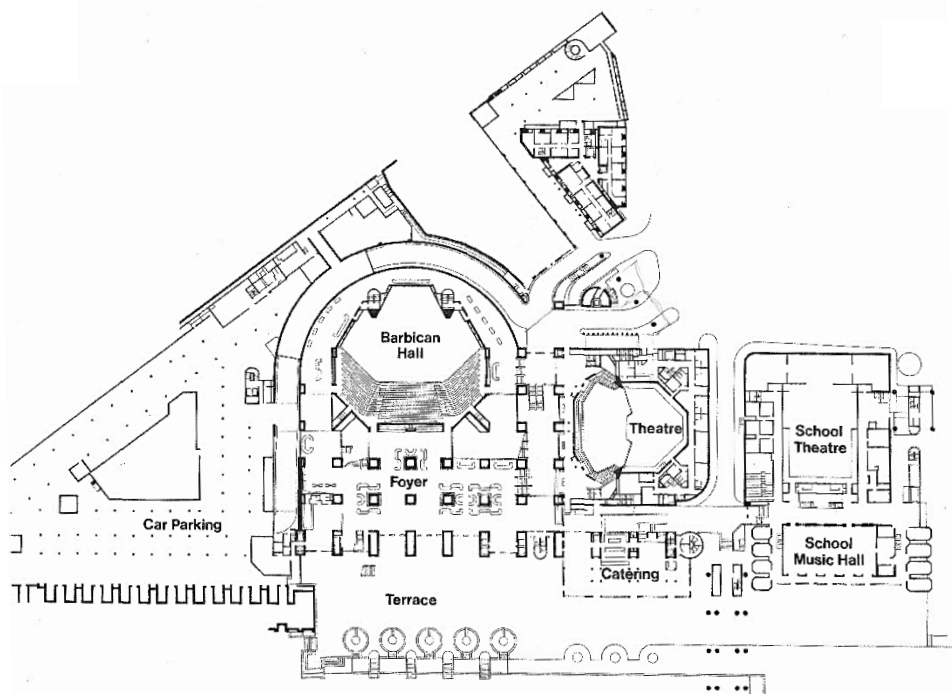 Barbican
Hall
Theatre
School
Theatre
Foyer
Car Parking
School
Music Hall
Catering
Terrace